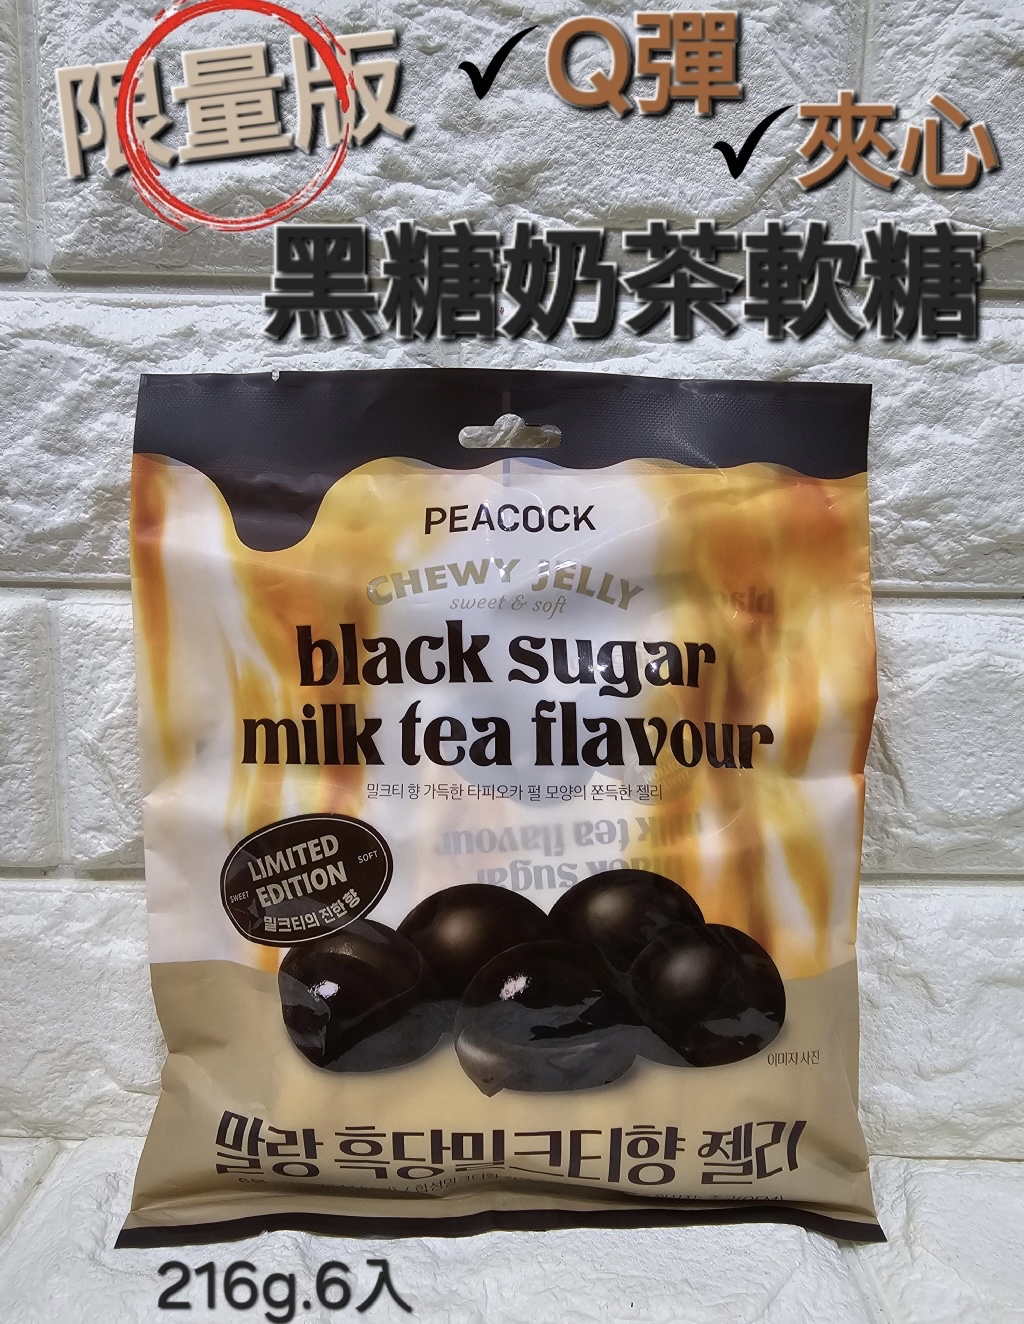 限量版
✓Q彈
✓夾心
黑糖奶茶軟糖
PEACOCK
CHEWY JELLY
sweet & soft
black sugar
milk tea flavour
밀크티 향 가득한 타피오카 펄 모양의 쫀득한 젤리
LIMITED
EDITION
SWEET
SOFT
밀크티의 진한 향
이미지 사진
말랑 흑당밀크티향 젤리
216g.6入